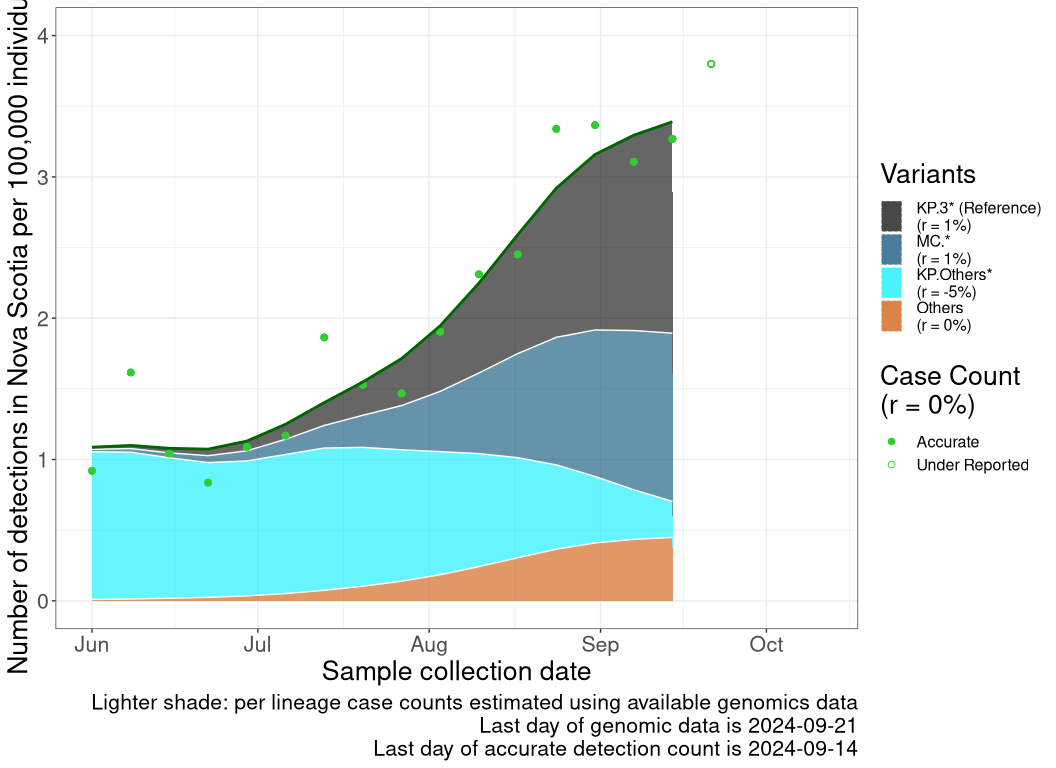 Number of detections in Nova Scotia per 100,000
4
3
2
1
0
Jun Jul Aug Sep Oct
Sample collection date
Lighter shade: per lineage case counts estimated using available genomics data
Last day of genomic data is 2024-09-21
Last day of accurate detection count is 2024-09-14
Variants
KP.3* (Reference)
(r = 1%)
MC.*
(r = 1%)
KP.Others*
(r = -5%)
Others
(r = 0%)
Case Count
(r = 0%)
Accurate
Under Reported